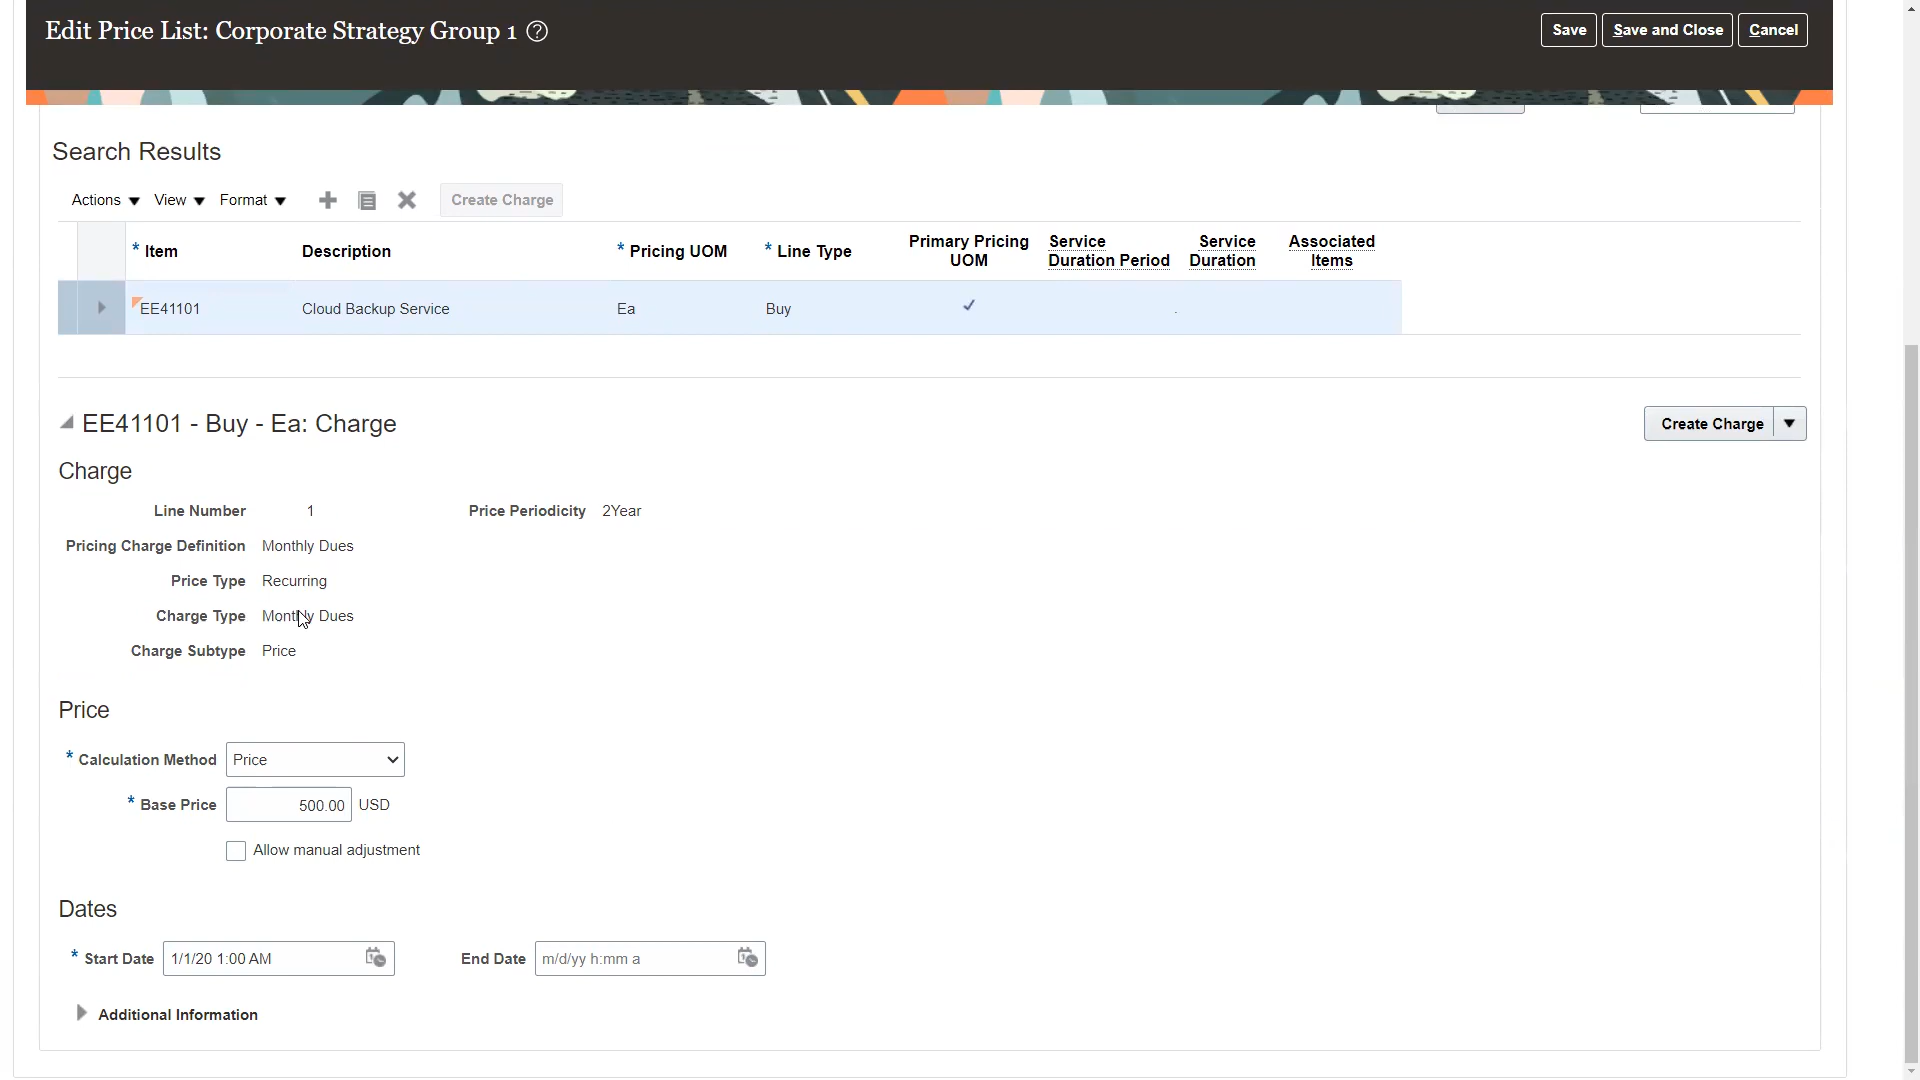 Edit Price List: Corporate Strategy Group 1 ?
Save Save and Close Cancel
Search Results
Actions View Format Create Charge
* Item Description * Pricing UOM * Line Type Primary Pricing UOM Service Duration Period Service Duration Associated Items
EE41101 Cloud Backup Service Ea Buy .
EE41101 - Buy - Ea: Charge Create Charge
Charge
Line Number 1 Price Periodicity 2Year
Pricing Charge Definition Monthly Dues
Price Type Recurring
Charge Type Monthly Dues
Charge Subtype Price
Price
* Calculation Method Price
* Base Price 500.00 USD
Allow manual adjustment
Dates
* Start Date 1/1/20 1:00 AM End Date m/d/yy h:mm a
Additional Information